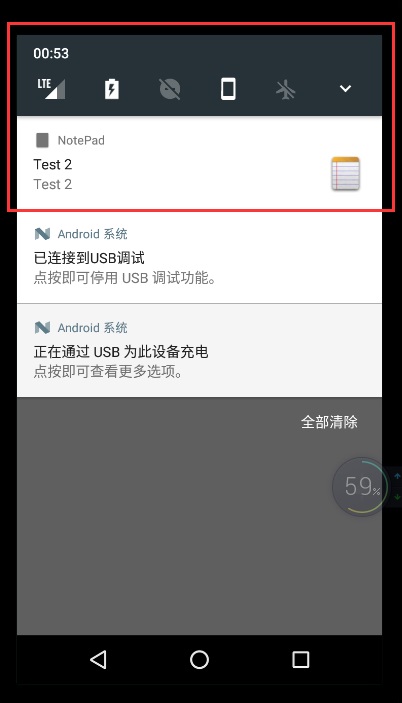 00:53
LTE
NotePad
Test 2
Test 2
Android 系统
已连接到USB调试
点按即可停用 USB 调试功能。
Android 系统
正在通过 USB 为此设备充电
点按即可查看更多选项。
全部清除
59%